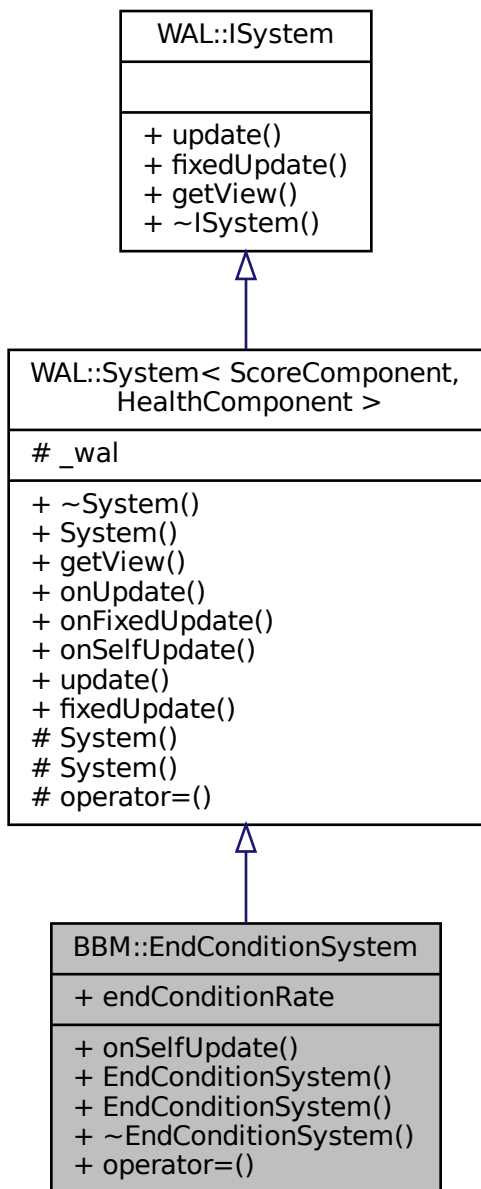 WAL::ISystem
+ update()
+ fixedUpdate()
+ getView()
+ ~ISystem()
WAL::System< ScoreComponent,
HealthComponent >
# _wal
+ ~System()
+ System()
+ getView()
+ onUpdate()
+ onFixedUpdate()
+ onSelfUpdate()
+ update()
+ fixedUpdate()
# System()
# System()
# operator=()
BBM::EndConditionSystem
+ endConditionRate
+ onSelfUpdate()
+ EndConditionSystem()
+ EndConditionSystem()
+ ~EndConditionSystem()
+ operator=()